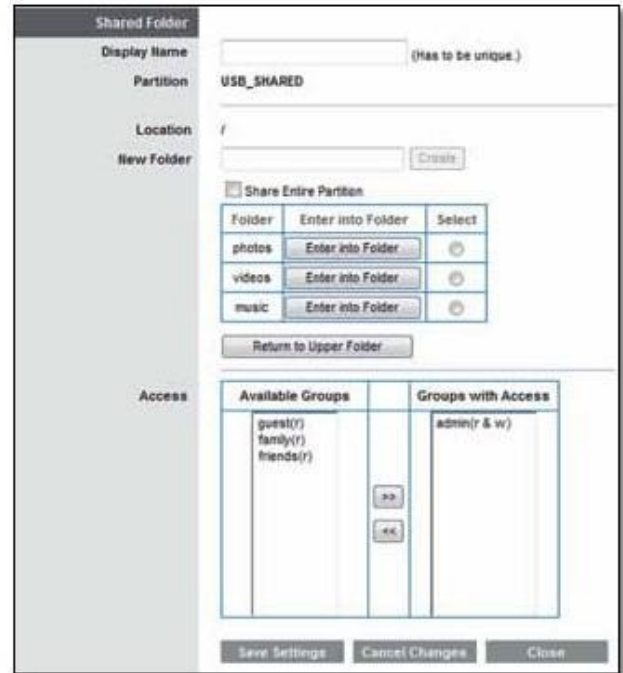 Shared Folder
Display Name (Has to be unique.)
Partition USB_SHARED
Location /
New Folder Create
Share Entire Partition
Folder Enter into Folder Select
photos Enter into Folder
videos Enter into Folder
music Enter into Folder
Return to Upper Folder
Access Available Groups Groups with Access
guest(r) admin(r & w)
family(r)
friends(r)
>>
<<
Save Settings Cancel Changes Close